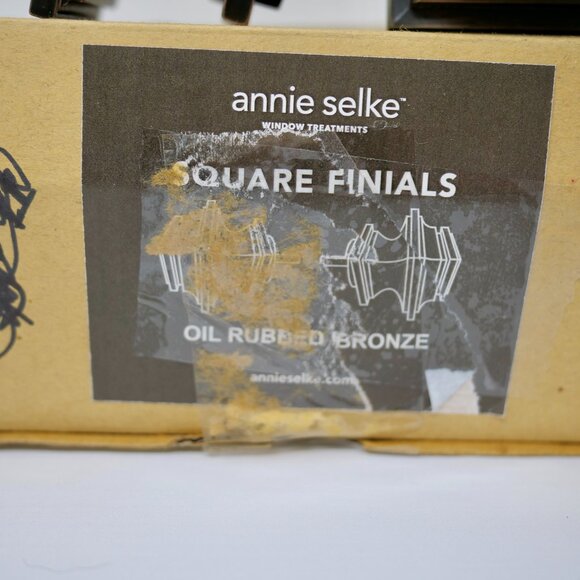 annie selke™
WINDOW TREATMENTS
SQUARE FINIALS
OIL RUBBED BRONZE
annieselke.com